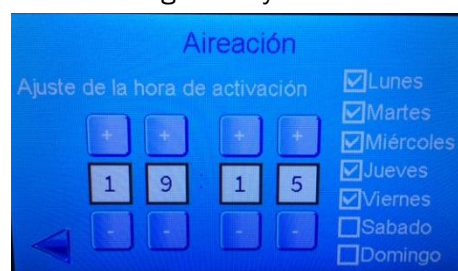 Aireación
Ajuste de la hora de activación
+ + + +
1 9 : 1 5
- - - -
Lunes
Martes
Miércoles
Jueves
Viernes
Sabado
Domingo